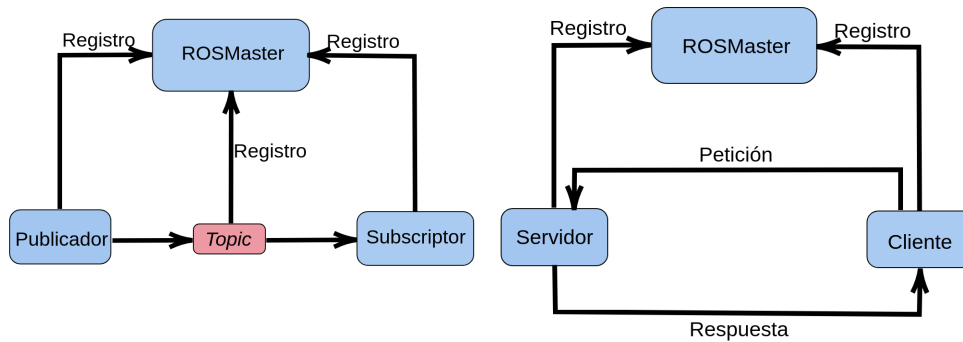 Registro
ROSMaster
Registro
Registro
Publicador
Topic
Subscriptor
Registro
ROSMaster
Registro
Petición
Servidor
Cliente
Respuesta